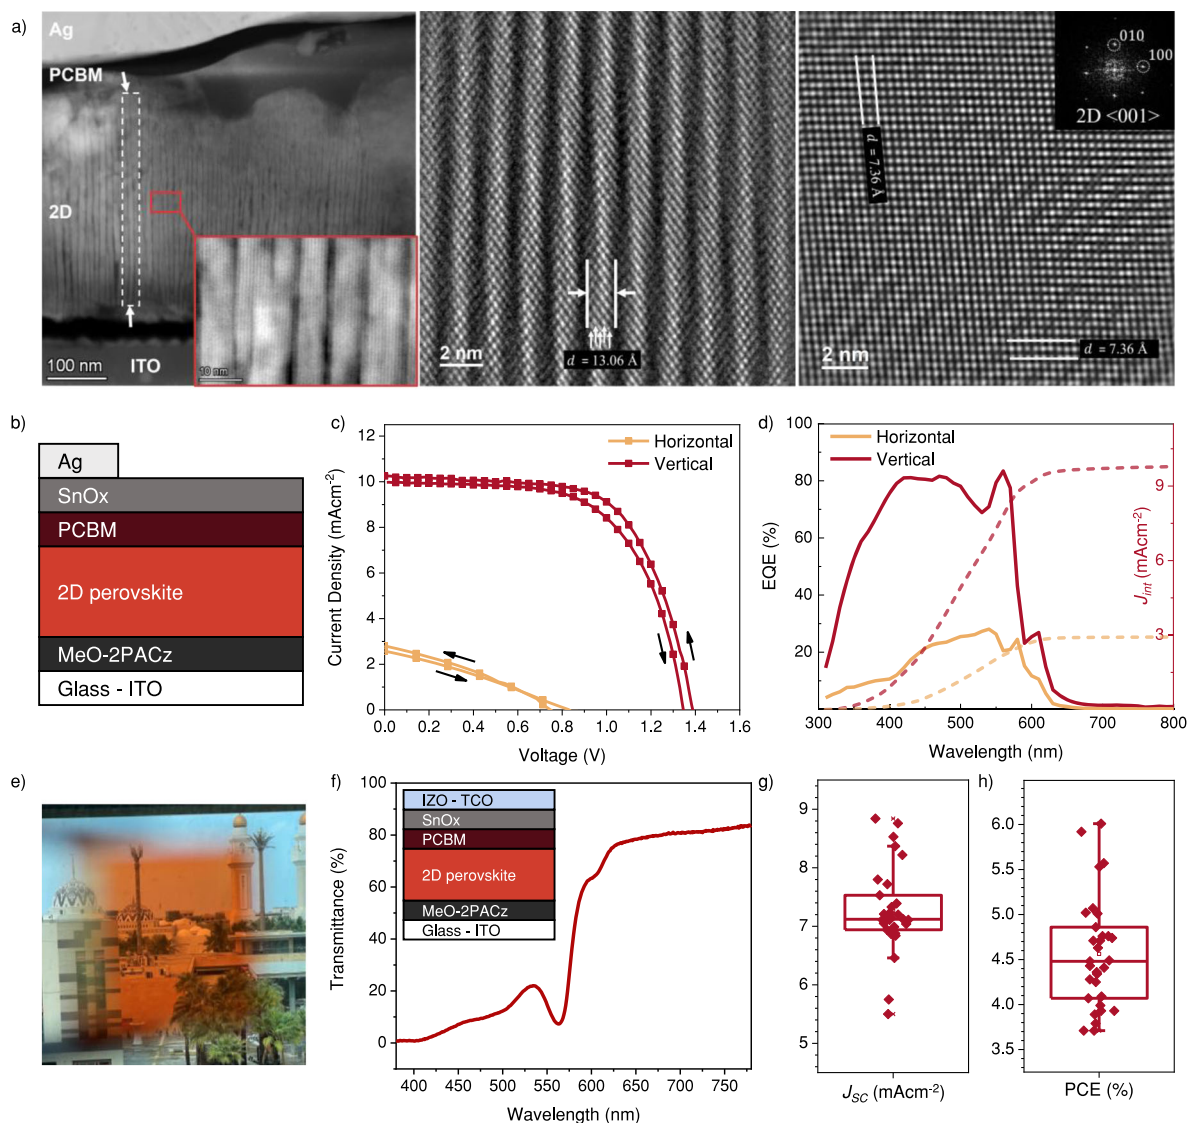 a)
Ag
PCBM
2D
100 nm
ITO
10 nm
2 nm
d = 13.06 Å
d = 7.36 Å
010
100
2D <001>
2 nm
d = 7.36 Å
b)
Ag
SnOx
PCBM
2D perovskite
MeO-2PACz
Glass - ITO
c)
Current Density (mAcm-2)
12
10
8
6
4
2
0
Horizontal
Vertical
0.0 0.2 0.4 0.6 0.8 1.0 1.2 1.4 1.6
Voltage (V)
d)
EQE (%)
100
80
60
40
20
0
Horizontal
Vertical
9
6
3
Jint (mAcm-2)
300 400 500 600 700 800
Wavelength (nm)
e)
f)
Transmittance (%)
100
80
60
40
20
0
IZO - TCO
SnOx
PCBM
2D perovskite
MeO-2PACz
Glass - ITO
400 450 500 550 600 650 700 750
Wavelength (nm)
g)
9
8
7
6
5
JSC (mAcm-2)
h)
6.0
5.5
5.0
4.5
4.0
3.5
PCE (%)